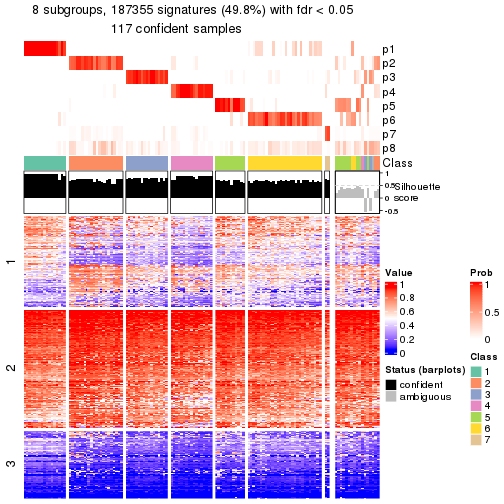 8 subgroups, 187355 signatures (49.8%) with fdr < 0.05
117 confident samples
p1
p2
p3
p4
p5
p6
p7
p8
Class
1
0.5
0
-0.5
Silhouette
score
1
2
3
Value
1
0.8
0.6
0.4
0.2
0
Prob
1
0.5
0
Status (barplots)
confident
ambiguous
Class
1
2
3
4
5
6
7